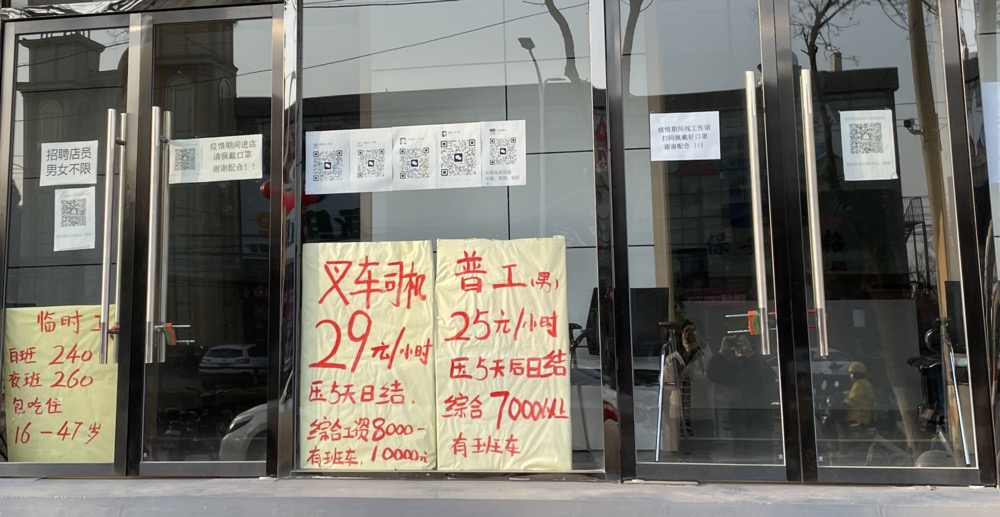 招聘店员
男女不限
疫情期间进店
请佩戴口罩
谢谢配合!!
临时工
白班 240
夜班 260
包吃住
16-47岁
叉车司机
29元/小时
压5天日结.
综合工资8000-
有班车. 10000元
普工(男)
25元/小时
压5天后日结
综合7000以上
有班车
疫情期间找工作请
扫码佩戴好口罩
谢谢配合 !!!